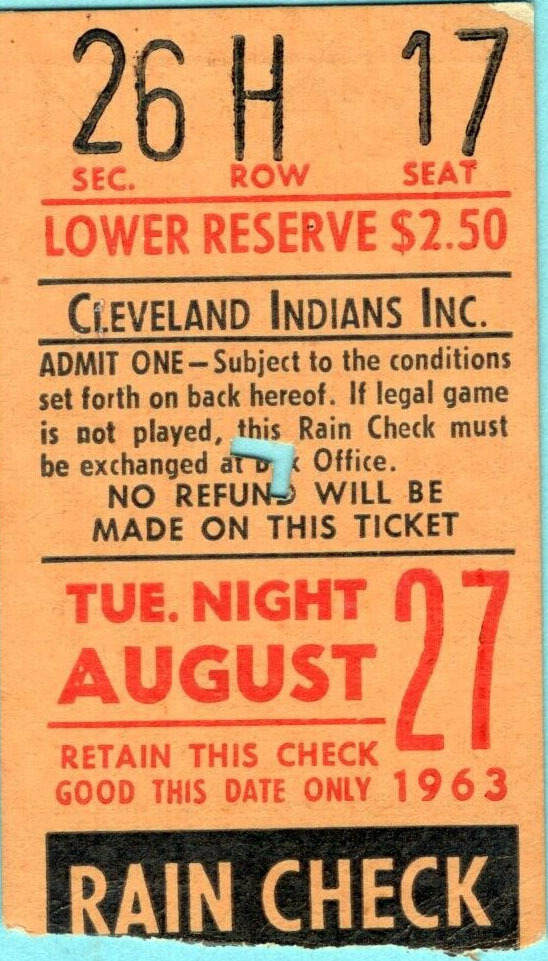 26 H 17
SEC. ROW SEAT
LOWER RESERVE $2.50
CLEVELAND INDIANS INC.
ADMIT ONE – Subject to the conditions
set forth on back hereof. If legal game
is not played, this Rain Check must
be exchanged at Office.
NO REFUND WILL BE
MADE ON THIS TICKET
TUE. NIGHT
AUGUST 27
RETAIN THIS CHECK
GOOD THIS DATE ONLY 1963
RAIN CHECK